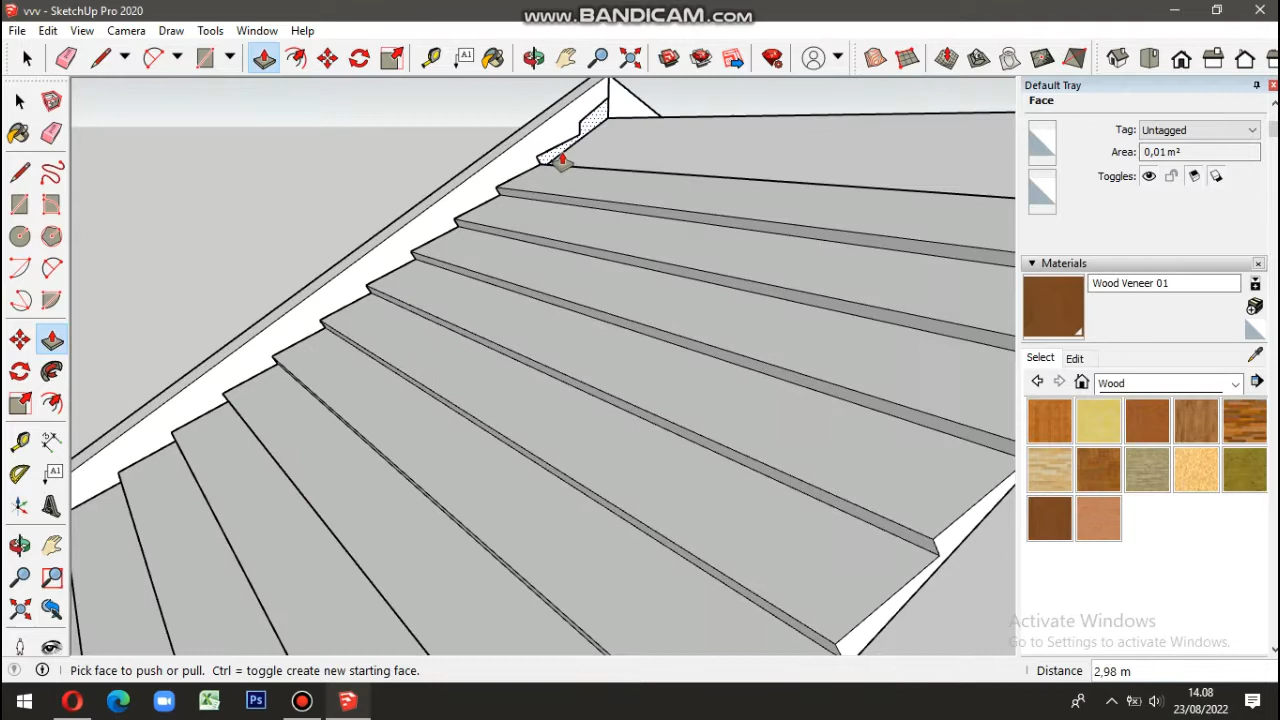 vvv - SketchUp Pro 2020
www.BANDICAM.com
File Edit View Camera Draw Tools Window Help
A1
Default Tray
Face
Tag: Untagged
Area: 0,01 m²
Toggles:
Materials
Wood Veneer 01
Select Edit
Wood
A1
Activate Windows
Go to Settings to activate Windows.
Pick face to push or pull. Ctrl = toggle create new starting face.
Distance 2,98 m
Ps
14.08
23/08/2022